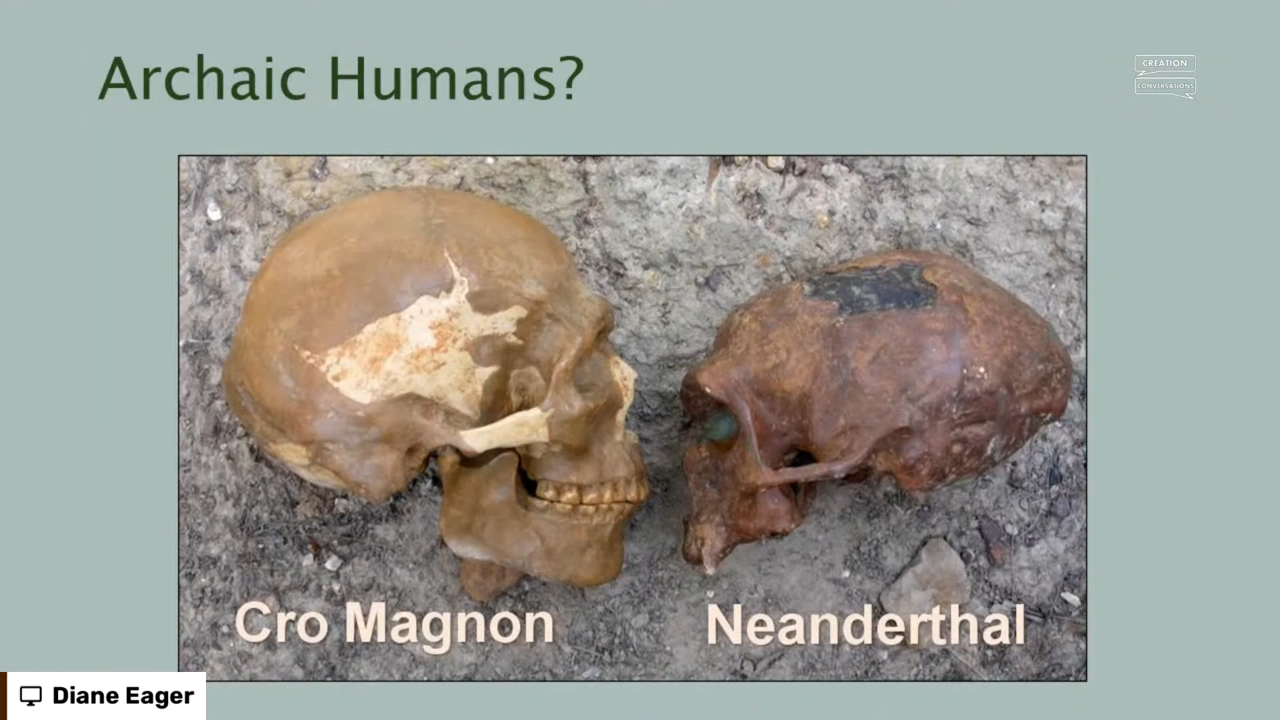 Archaic Humans?
CREATION
CONVERSATIONS
Cro Magnon
Neanderthal
Diane Eager